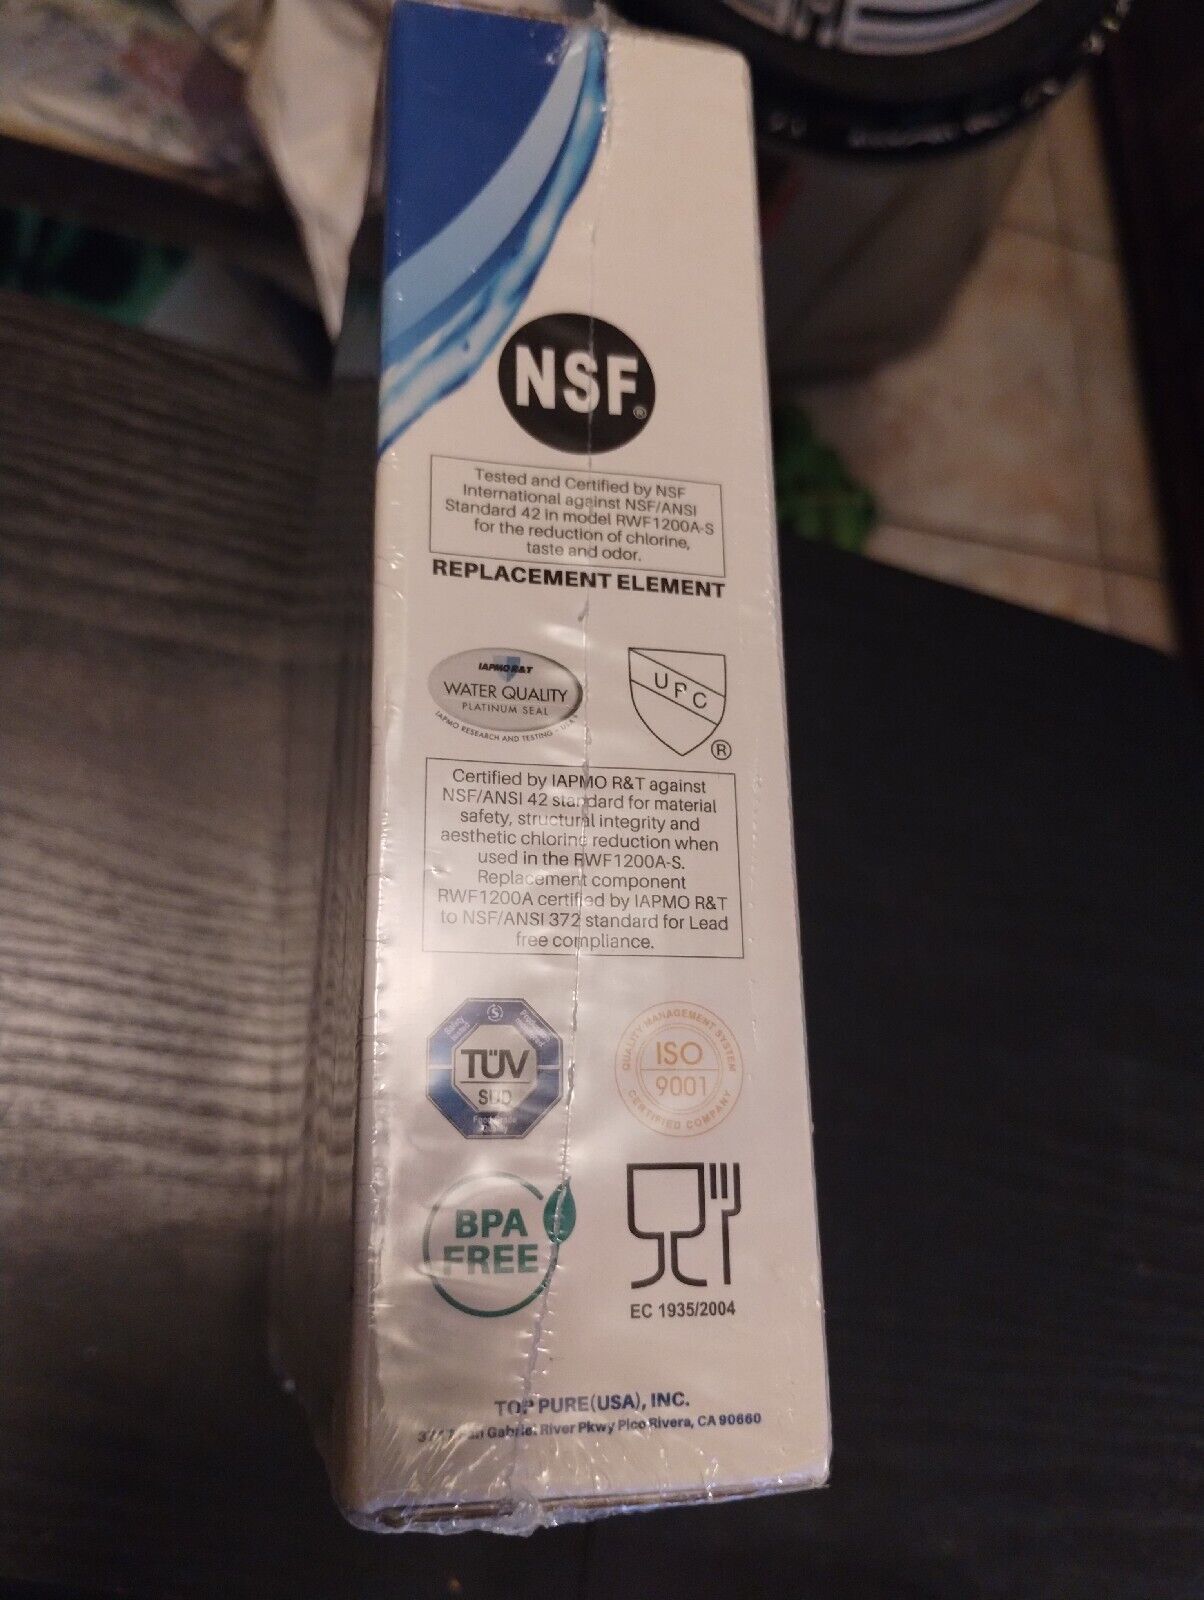 NSF®
Tested and Certified by NSF
International against NSF/ANSI
Standard 42 in model RWF1200A-S
for the reduction of chlorine,
taste and odor.
REPLACEMENT ELEMENT
IAPMO R&T
WATER QUALITY
PLATINUM SEAL
IAPMO RESEARCH AND TESTING
UPC
®
Certified by IAPMO R&T against
NSF/ANSI 42 standard for material
safety, structural integrity and
aesthetic chlorine reduction when
used in the RWF1200A-S.
Replacement component
RWF1200A certified by IAPMO R&T
to NSF/ANSI 372 standard for Lead
free compliance.
Safety
tested
Production
monitored
TÜV
SÜD
QUALITY MANAGEMENT SYSTEM
ISO
9001
CERTIFIED COMPANY
BPA
FREE
EC 1935/2004
TOP PURE(USA), INC.
Gabriel River Pkwy Pico Rivera, CA 90660